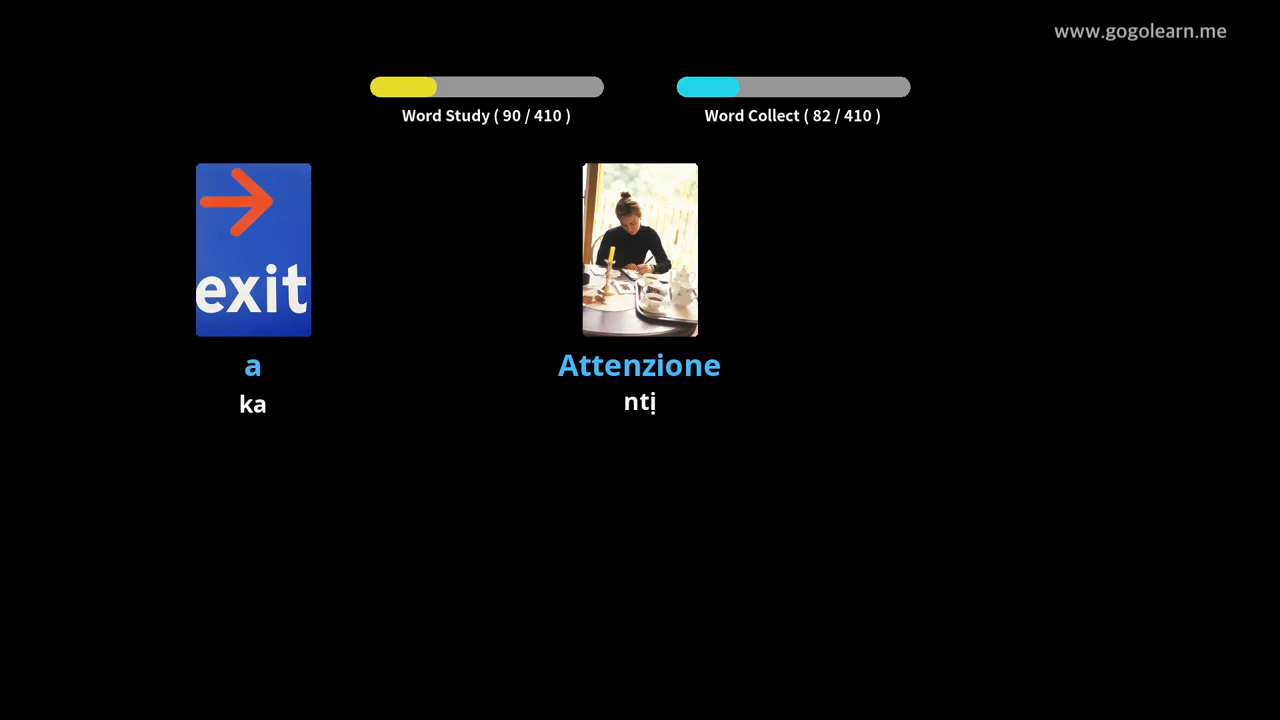 www.gogolearn.me
Word Study ( 90 / 410 )
Word Collect ( 82 / 410 )
exit
a
ka
Attenzione
ntị